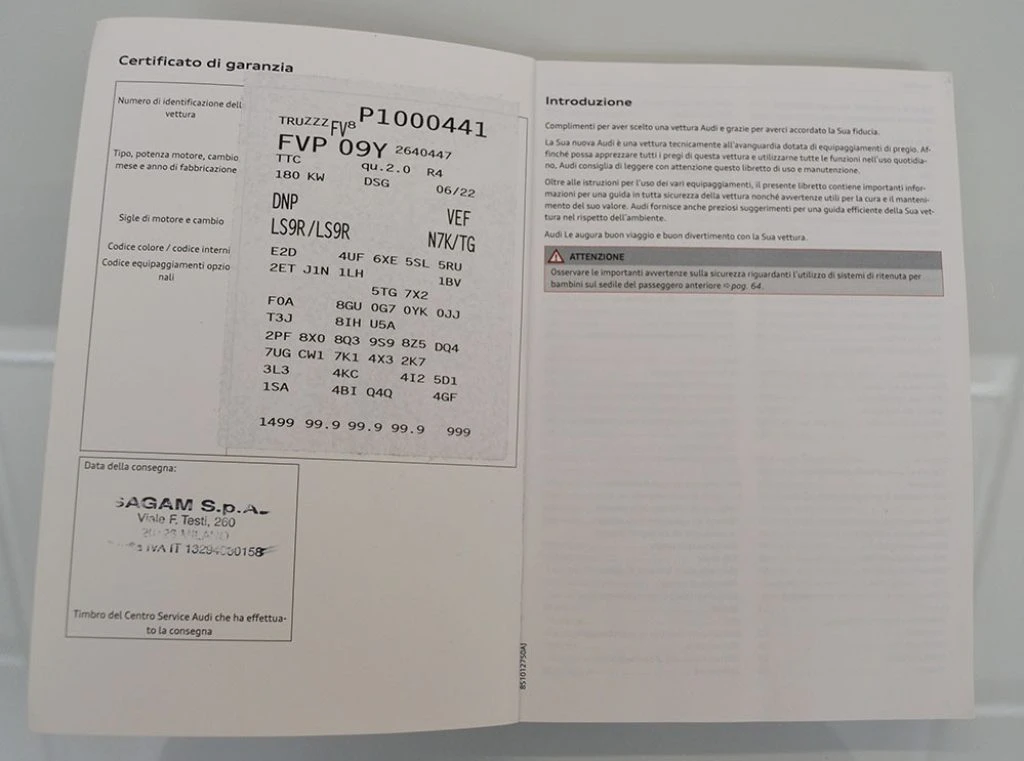 Certificato di garanzia
Numero di identificazione dell
vettura
Tipo, potenza motore, cambio
mese e anno di fabbricazione
Sigle di motore e cambio
Codice colore / codice interni
Codice equipaggiamenti opzio
nali
TRUZZZFV8 P1000441
FVP 09Y 2640447
TTC qu.2.0 R4
180 KW DSG 06/22
DNP VEF
LS9R/LS9R N7K/TG
E2D 4UF 6XE 5SL 5RU
2ET J1N 1LH 1BV
5TG 7X2
F0A 8GU 0G7 0YK 0JJ
T3J 8IH U5A
2PF 8X0 8Q3 9S9 8Z5 DQ4
7UG CW1 7K1 4X3 2K7
3L3 4KC 4I2 5D1
1SA 4BI Q4Q 4GF
1499 99.9 99.9 99.9 999
Data della consegna:
SAGAM S.p.A.
Viale F. Testi, 260
MILANO
IVA IT
Timbro del Centro Service Audi che ha effettua-
to la consegna
8S1012750AJ
Introduzione
Complimenti per aver scelto una vettura Audi e grazie per averci accordato la Sua fiducia.
La Sua nuova Audi è una vettura tecnicamente all'avanguardia dotata di equipaggiamenti di pregio. Af-
finché possa apprezzare tutti i pregi di questa vettura e utilizzarne tutte le funzioni nell'uso quotidia-
no, Audi consiglia di leggere con attenzione questo libretto di uso e manutenzione.
Oltre alle istruzioni per l'uso dei vari equipaggiamenti, il presente libretto contiene importanti infor-
mazioni per una guida in tutta sicurezza della vettura nonché avvertenze utili per la cura e il manteni-
mento del suo valore. Audi fornisce anche preziosi suggerimenti per una guida efficiente della Sua vet-
tura nel rispetto dell'ambiente.
Audi Le augura buon viaggio e buon divertimento con la Sua vettura.
ATTENZIONE
Osservare le importanti avvertenze sulla sicurezza riguardanti l'utilizzo di sistemi di ritenuta per
bambini sul sedile del passeggero anteriore ⇨pag. 64.